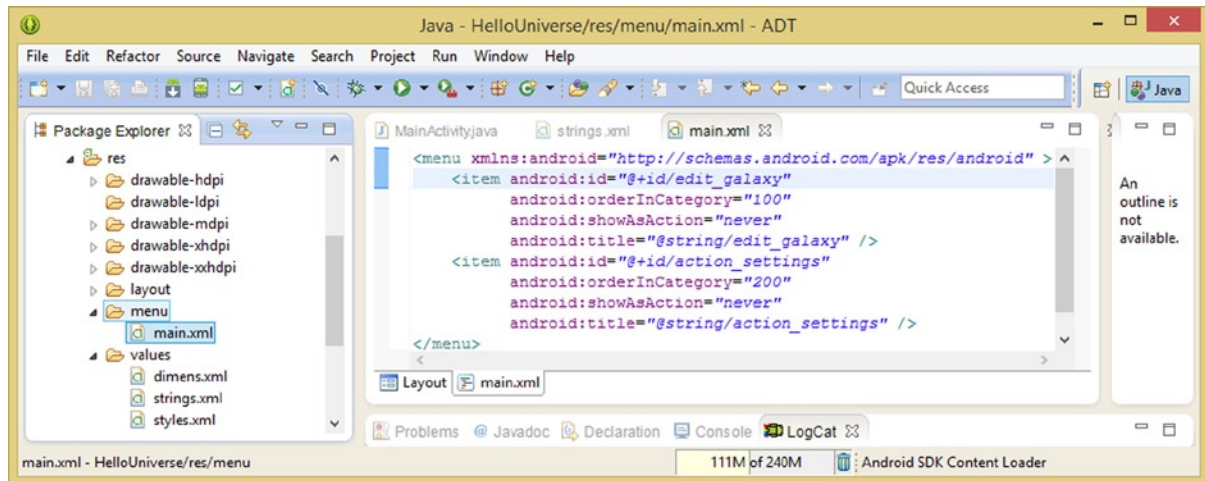 Java - HelloUniverse/res/menu/main.xml - ADT
File Edit Refactor Source Navigate Search Project Run Window Help
Quick Access
Java
Package Explorer
res
drawable-hdpi
drawable-ldpi
drawable-mdpi
drawable-xhdpi
drawable-xxhdpi
layout
menu
main.xml
values
dimens.xml
strings.xml
styles.xml
MainActivity.java strings.xml main.xml
<menu xmlns:android="http://schemas.android.com/apk/res/android" >
<item android:id="@+id/edit_galaxy"
android:orderInCategory="100"
android:showAsAction="never"
android:title="@string/edit_galaxy" />
<item android:id="@+id/action_settings"
android:orderInCategory="200"
android:showAsAction="never"
android:title="@string/action_settings" />
</menu>
Layout main.xml
An
outline is
not
available.
Problems @ Javadoc Declaration Console LogCat
main.xml - HelloUniverse/res/menu
111M of 240M
Android SDK Content Loader